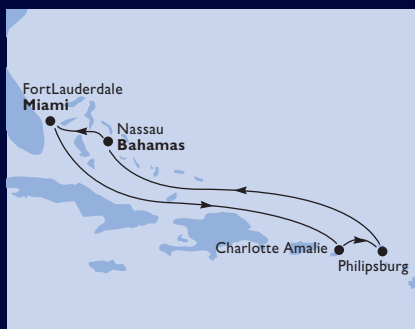 FortLauderdale
Miami
Nassau
Bahamas
Charlotte Amalie
Philipsburg